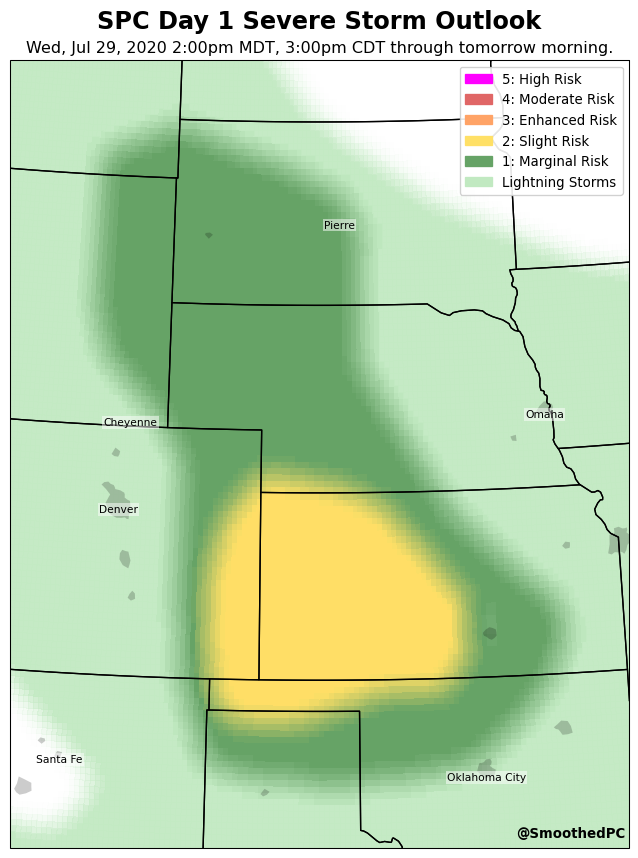 SPC Day 1 Severe Storm Outlook
Wed, Jul 29, 2020 2:00pm MDT, 3:00pm CDT through tomorrow morning.
5: High Risk
4: Moderate Risk
3: Enhanced Risk
2: Slight Risk
1: Marginal Risk
Lightning Storms
Pierre
Omaha
Cheyenne
Denver
Santa Fe
Oklahoma City
@SmoothedPC